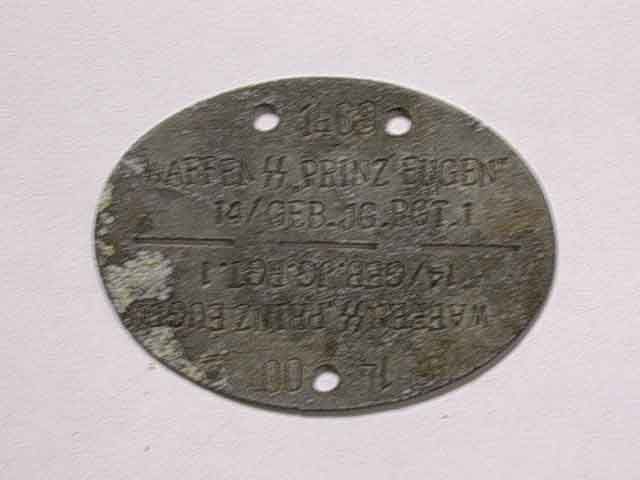 WAFFEN ϟϟ „PRINZ EUGEN"
14/GEB.JG.RGT.1
14/GEB.JG.RGT.1
WAFFEN ϟϟ „PRINZ EUGEN